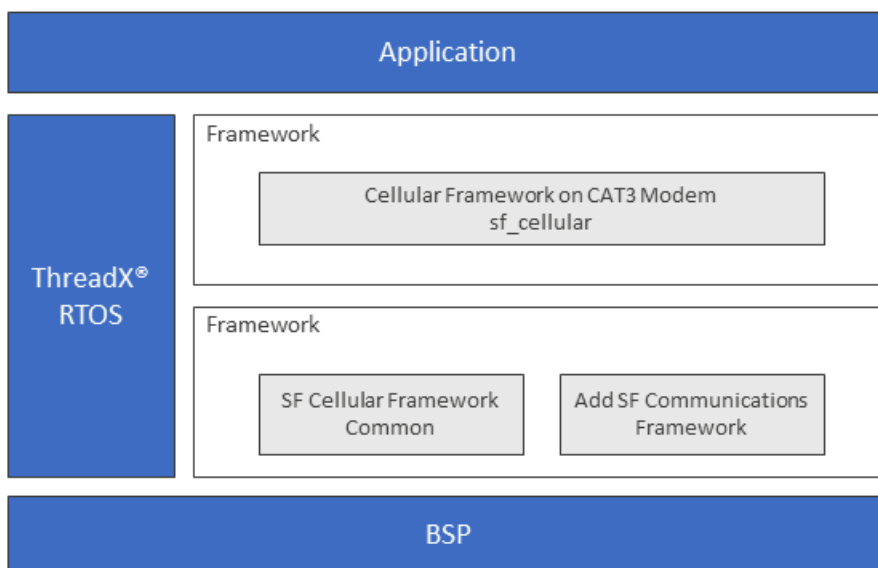 Application
ThreadX®
RTOS
Framework
Cellular Framework on CAT3 Modem
sf_cellular
Framework
SF Cellular Framework
Common
Add SF Communications
Framework
BSP